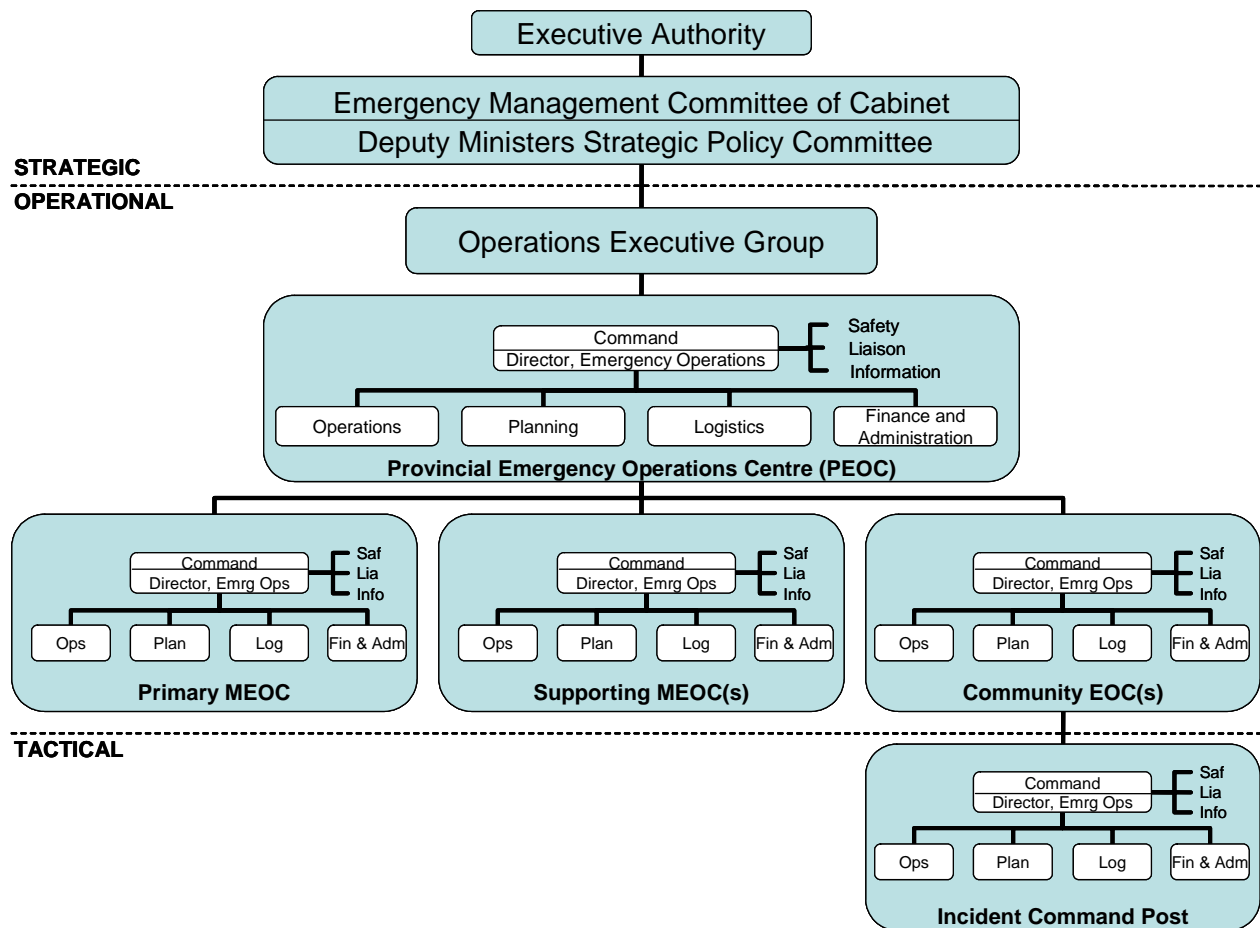 Executive Authority
Emergency Management Committee of Cabinet
Deputy Ministers Strategic Policy Committee
STRATEGIC
OPERATIONAL
Operations Executive Group
Command
Director, Emergency Operations
Safety
Liaison
Information
Operations
Planning
Logistics
Finance and
Administration
Provincial Emergency Operations Centre (PEOC)
Command
Director, Emrg Ops
Saf
Lia
Info
Ops
Plan
Log
Fin & Adm
Primary MEOC
Command
Director, Emrg Ops
Saf
Lia
Info
Ops
Plan
Log
Fin & Adm
Supporting MEOC(s)
Command
Director, Emrg Ops
Saf
Lia
Info
Ops
Plan
Log
Fin & Adm
Community EOC(s)
TACTICAL
Command
Director, Emrg Ops
Saf
Lia
Info
Ops
Plan
Log
Fin & Adm
Incident Command Post